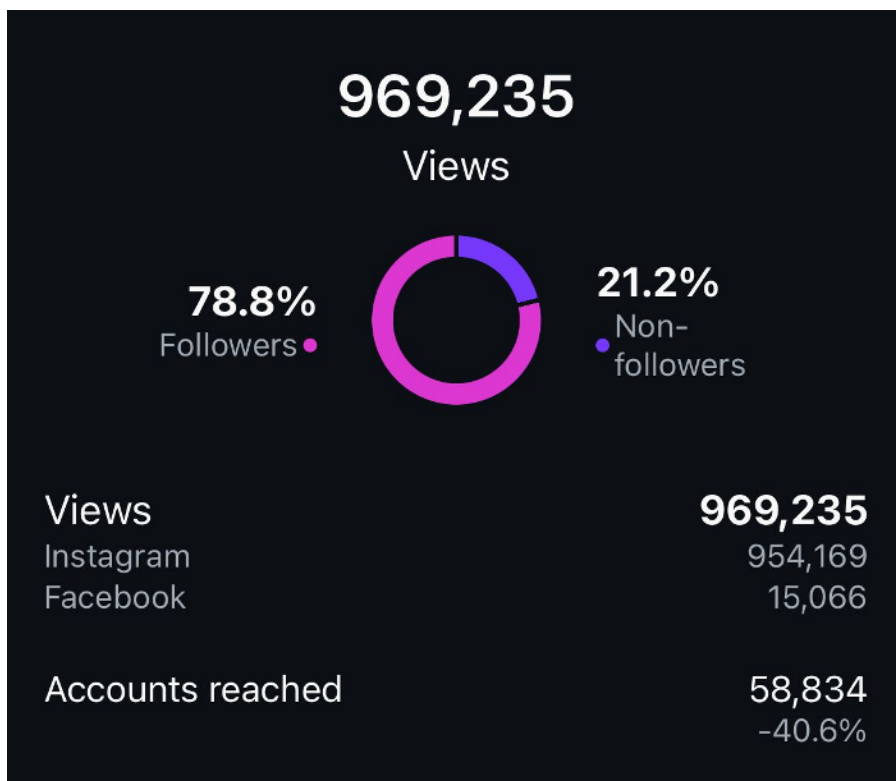 969,235
Views
78.8%
Followers
21.2%
Non-
followers
Views 969,235
Instagram 954,169
Facebook 15,066
Accounts reached 58,834
-40.6%